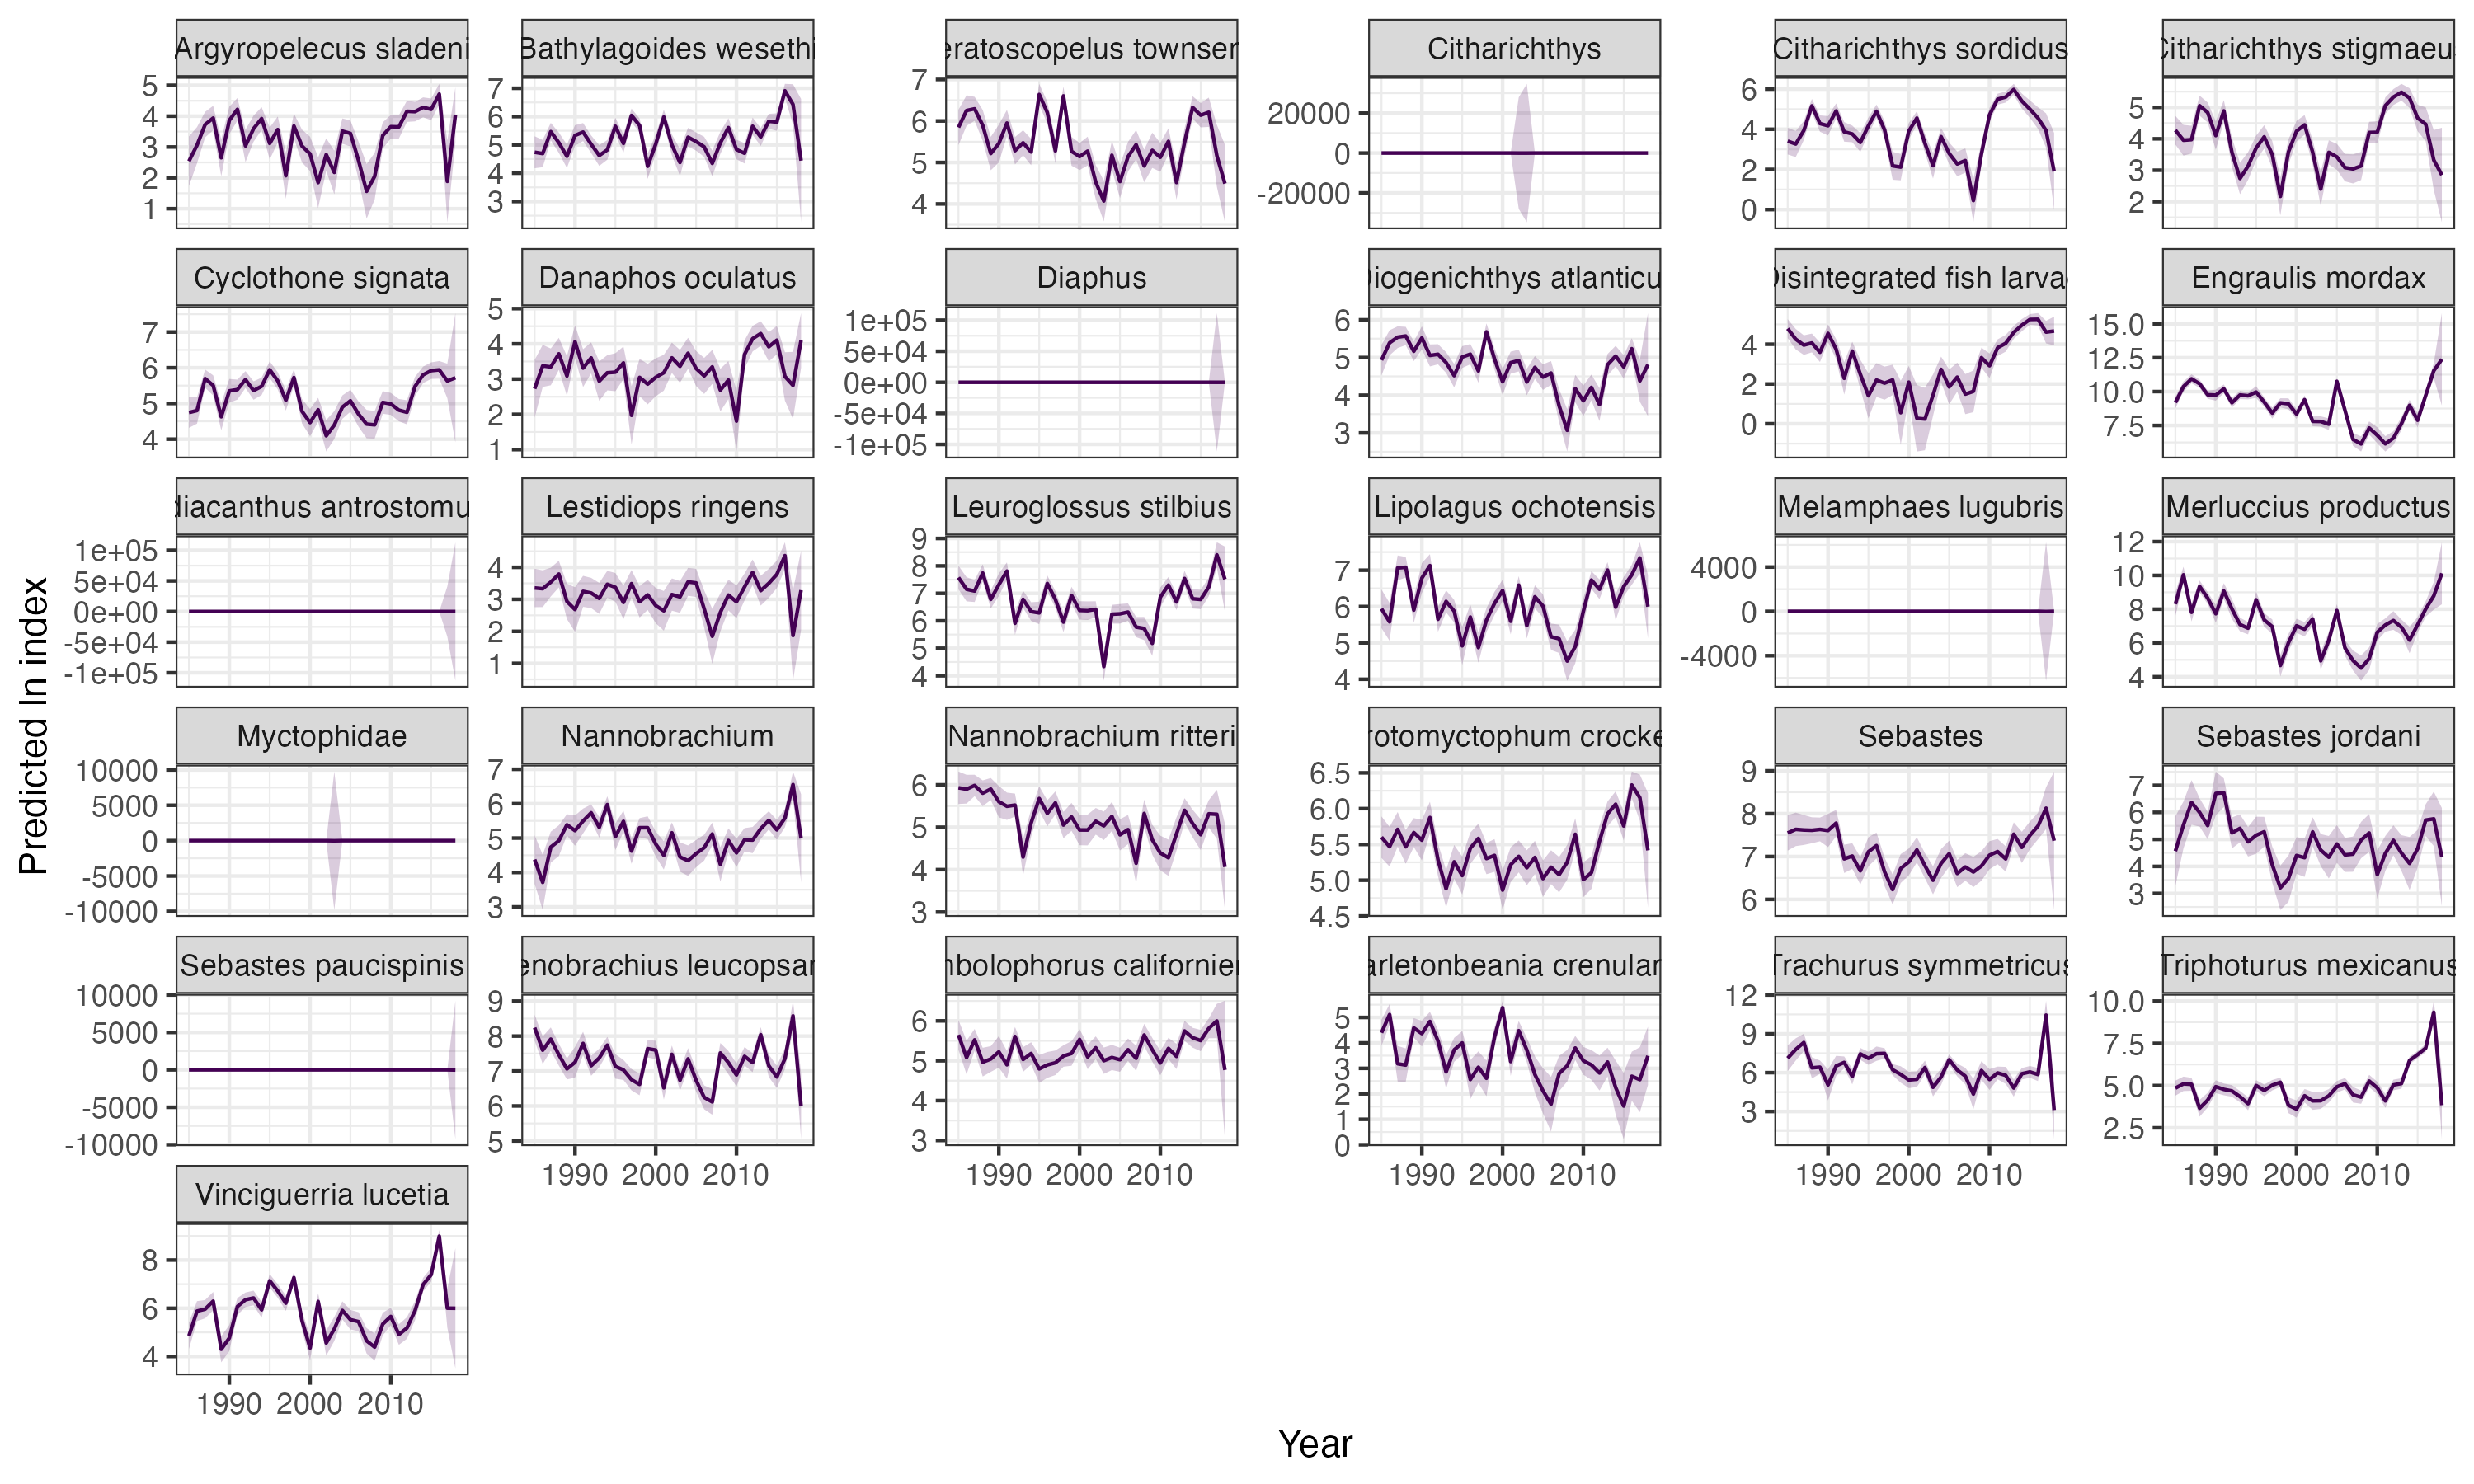 Argyropelecus sladeni
Bathylagoides wesethi
eratoscopelus townsen
Citharichthys
Citharichthys sordidus
Citharichthys stigmaeus
5
4
3
2
1
7
6
5
4
3
7
6
5
4
20000
0
-20000
6
4
2
0
5
4
3
2
Cyclothone signata
Danaphos oculatus
Diaphus
Diogenichthys atlanticu
Disintegrated fish larvae
Engraulis mordax
7
6
5
4
5
4
3
2
1
1e+05
5e+04
0e+00
-5e+04
-1e+05
6
5
4
3
4
2
0
15.0
12.5
10.0
7.5
diacanthus antrostomu
Lestidiops ringens
Leuroglossus stilbius
Lipolagus ochotensis
Melamphaes lugubris
Merluccius productus
1e+05
5e+04
0e+00
-5e+04
-1e+05
4
3
2
1
9
8
7
6
5
4
7
6
5
4
4000
0
-4000
12
10
8
6
4
Myctophidae
Nannobrachium
Nannobrachium ritteri
rotomyctophum crocke
Sebastes
Sebastes jordani
10000
5000
0
-5000
-10000
7
6
5
4
3
6
5
4
3
6.5
6.0
5.5
5.0
4.5
9
8
7
6
7
6
5
4
3
Sebastes paucispinis
enobrachius leucopsar
mbolophorus californien
arletonbeania crenular
Trachurus symmetricus
Triphoturus mexicanus
10000
5000
0
-5000
-10000
9
8
7
6
5
6
5
4
3
5
4
3
2
1
0
12
9
6
3
10.0
7.5
5.0
2.5
1990 2000 2010
1990 2000 2010
1990 2000 2010
1990 2000 2010
1990 2000 2010
Vinciguerria lucetia
8
6
4
1990 2000 2010
Year
Predicted ln index